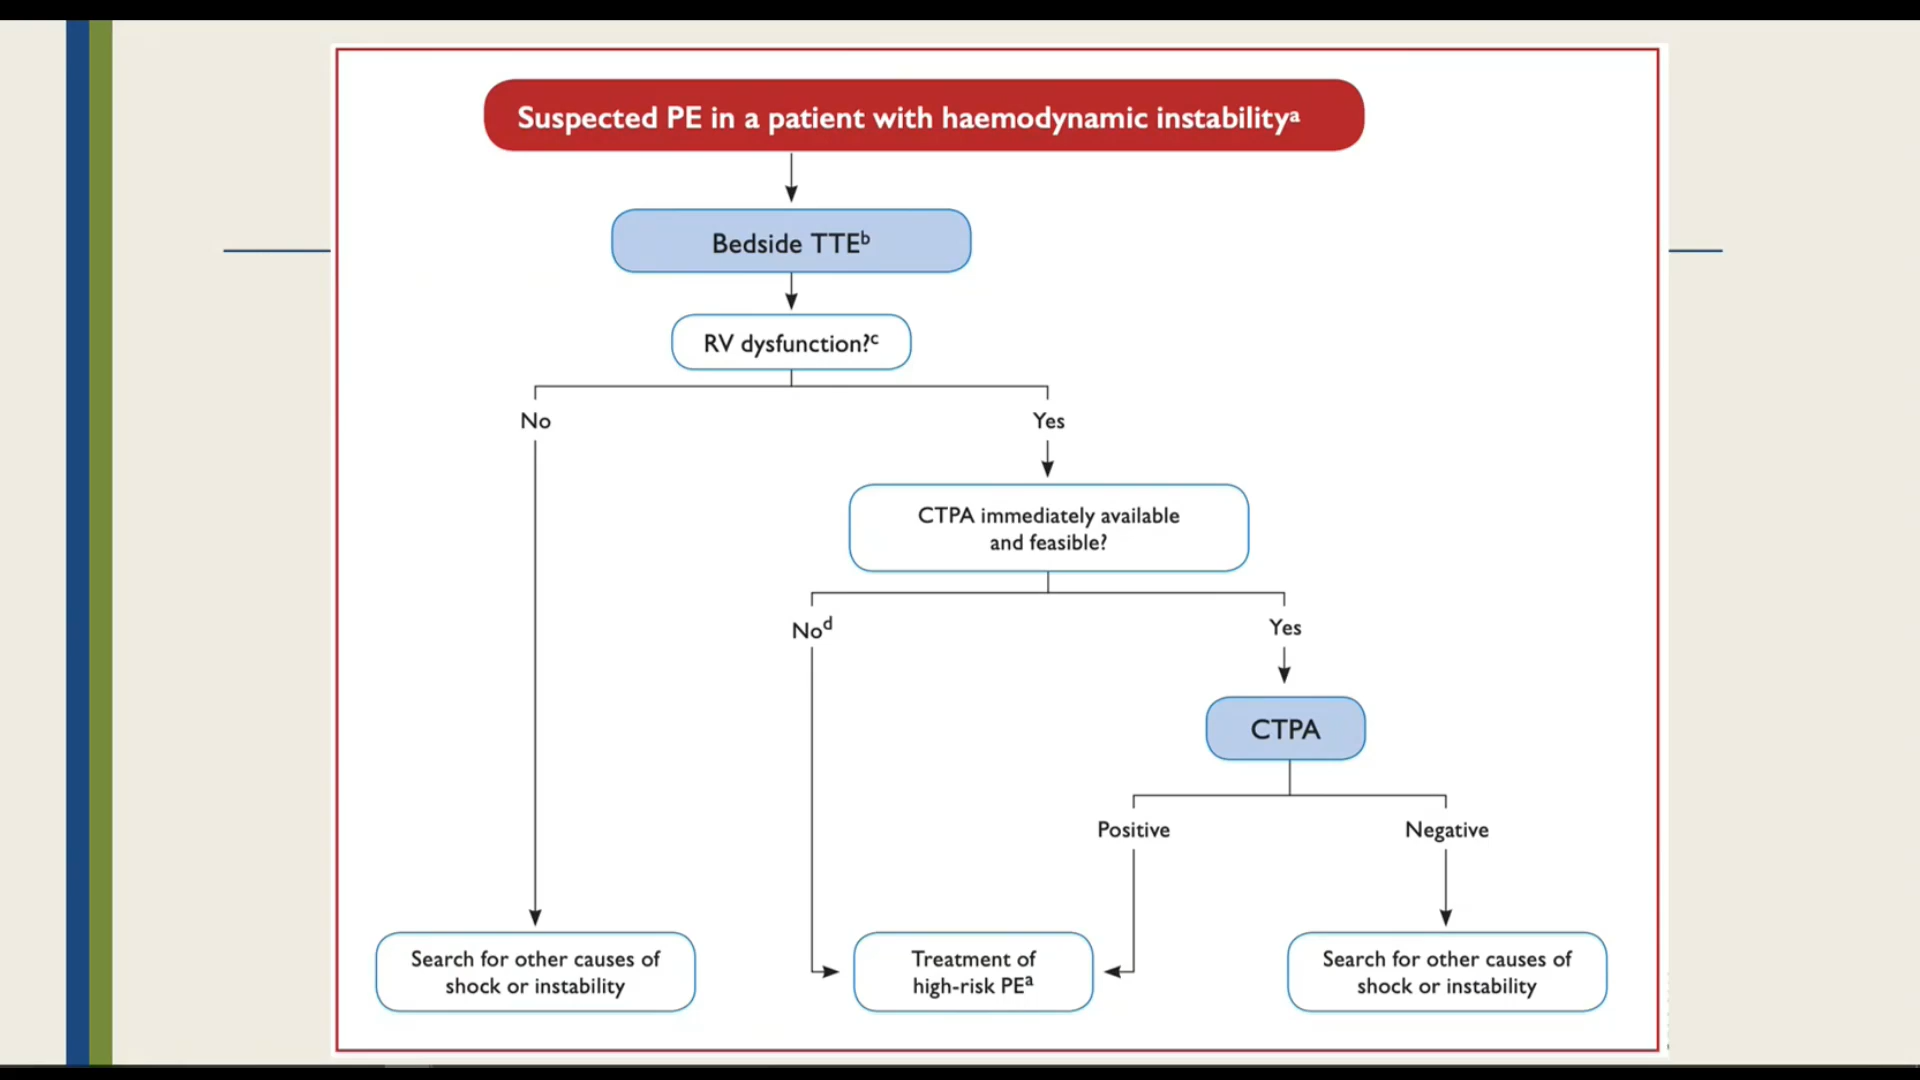 Suspected PE in a patient with haemodynamic instabilityᵃ
Bedside TTEᵇ
RV dysfunction?ᶜ
No
Yes
CTPA immediately available
and feasible?
Noᵈ
Yes
CTPA
Positive
Negative
Search for other causes of
shock or instability
Treatment of
high-risk PEᵃ
Search for other causes of
shock or instability